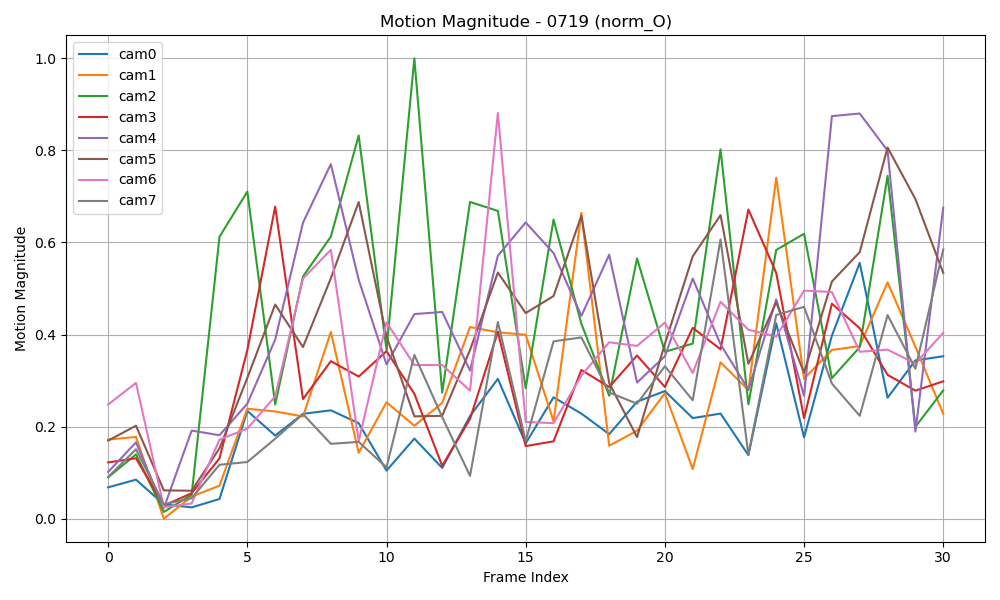 Motion Magnitude - 0719 (norm_O)
cam0
cam1
cam2
cam3
cam4
cam5
cam6
cam7
Motion Magnitude
1.0
0.8
0.6
0.4
0.2
0.0
0 5 10 15 20 25 30
Frame Index